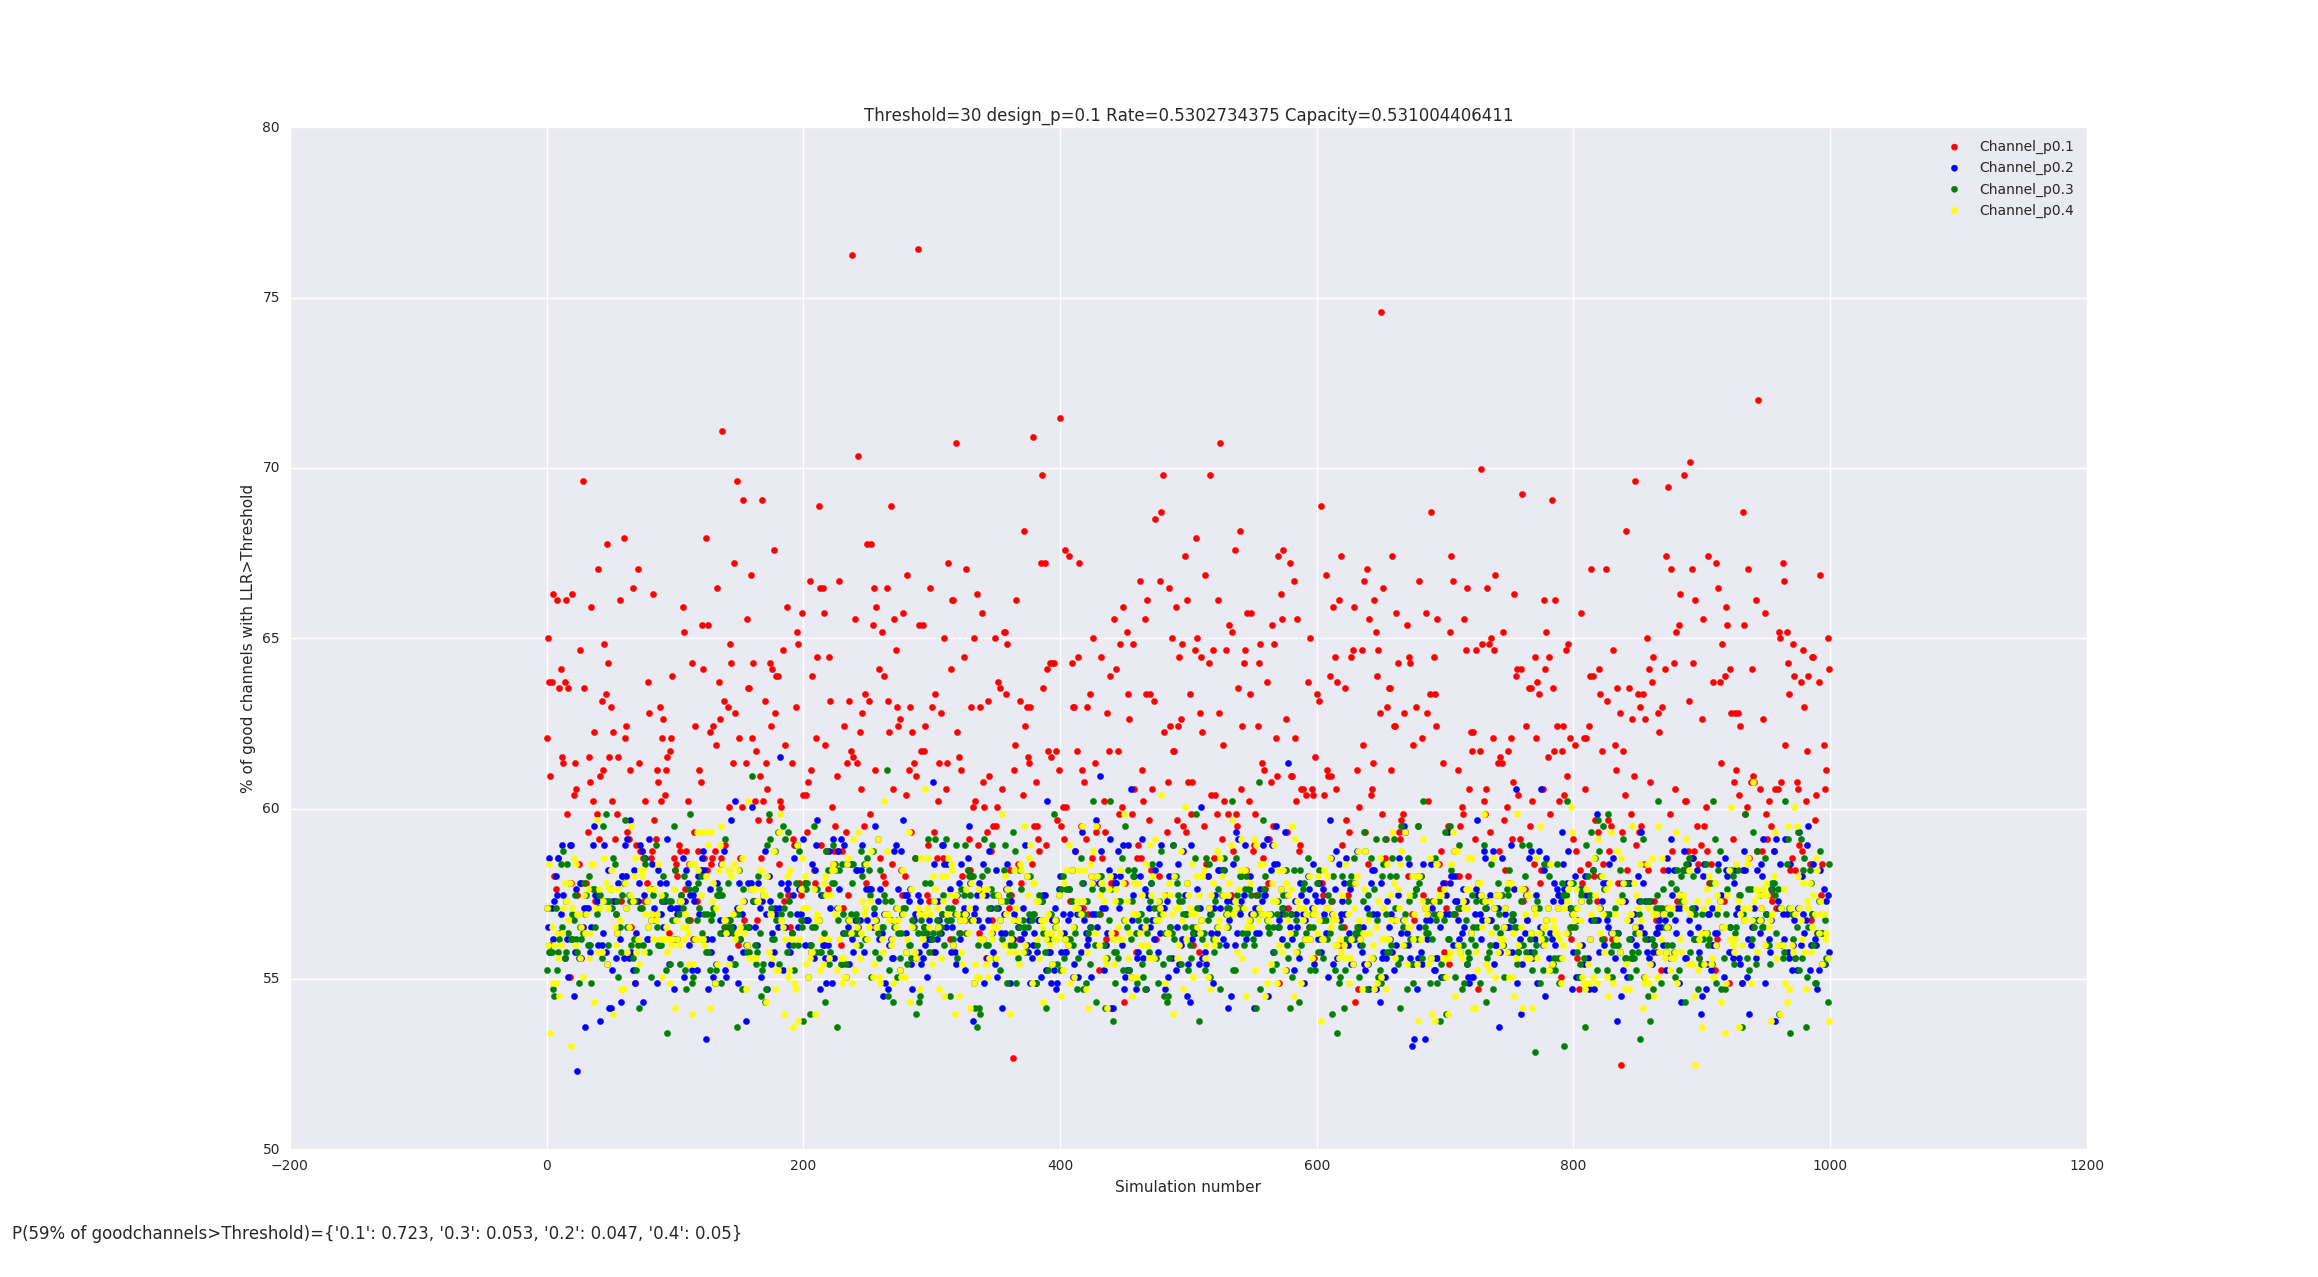 Threshold=30 design_p=0.1 Rate=0.5302734375 Capacity=0.531004406411
80
75
70
65
60
55
50
% of good channels with LLR>Threshold
Channel_p0.1
Channel_p0.2
Channel_p0.3
Channel_p0.4
−200 0 200 400 600 800 1000 1200
Simulation number
P(59% of goodchannels>Threshold)={'0.1': 0.723, '0.3': 0.053, '0.2': 0.047, '0.4': 0.05}